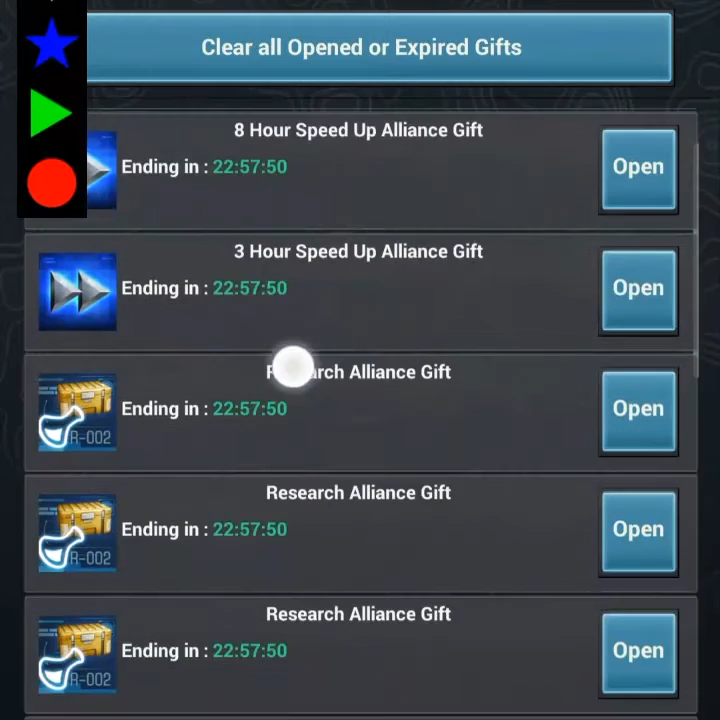 Clear all Opened or Expired Gifts
8 Hour Speed Up Alliance Gift
Ending in : 22:57:50
Open
3 Hour Speed Up Alliance Gift
Ending in : 22:57:50
Open
Alliance Gift
R-002
Ending in : 22:57:50
Open
Research Alliance Gift
R-002
Ending in : 22:57:50
Open
Research Alliance Gift
R-002
Ending in : 22:57:50
Open